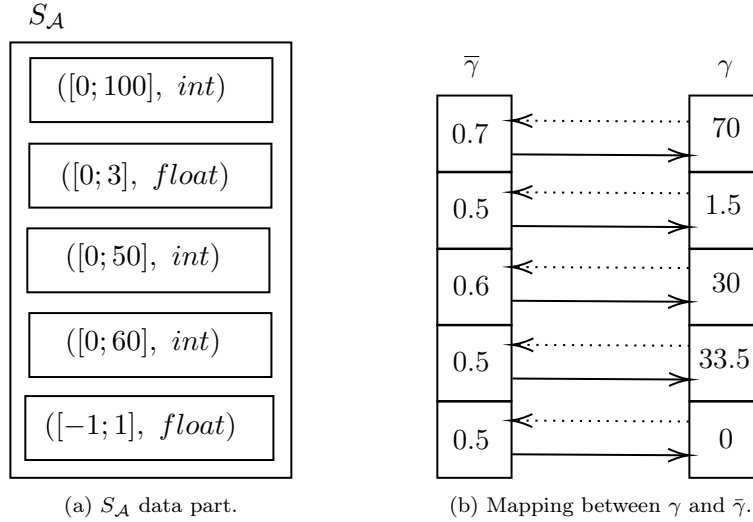 S_𝒜
([0; 100], int)
([0; 3], float)
([0; 50], int)
([0; 60], int)
([−1; 1], float)
(a) S_𝒜 data part.
γ̅ γ
0.7 70
0.5 1.5
0.6 30
0.5 33.5
0.5 0
(b) Mapping between γ and γ̄.